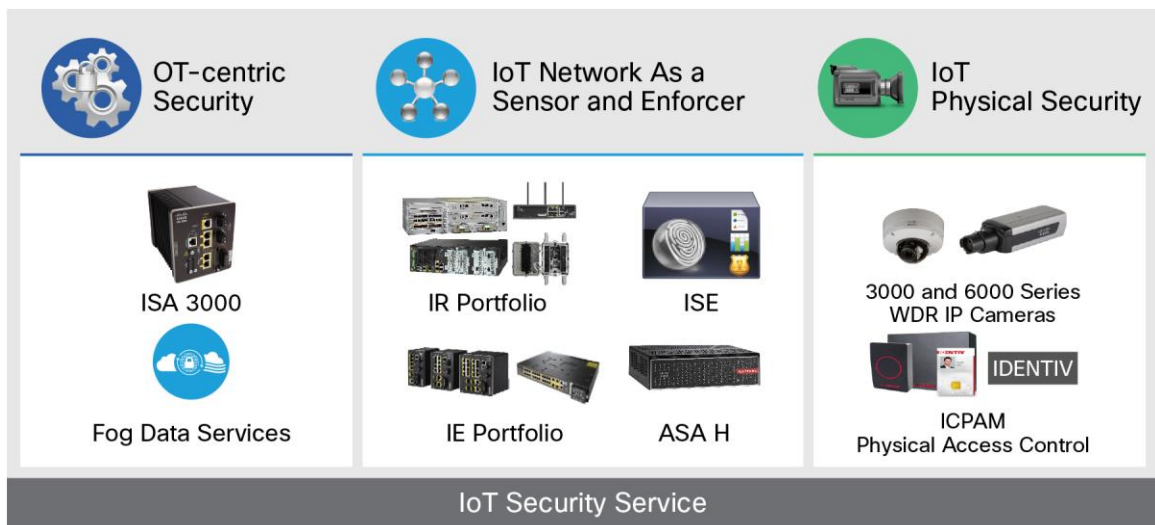 OT-centric
Security
IoT Network As a
Sensor and Enforcer
IoT
Physical Security
ISA 3000
Fog Data Services
IR Portfolio
ISE
IE Portfolio
ASA H
3000 and 6000 Series
WDR IP Cameras
IDENTIV
ICPAM
Physical Access Control
IoT Security Service